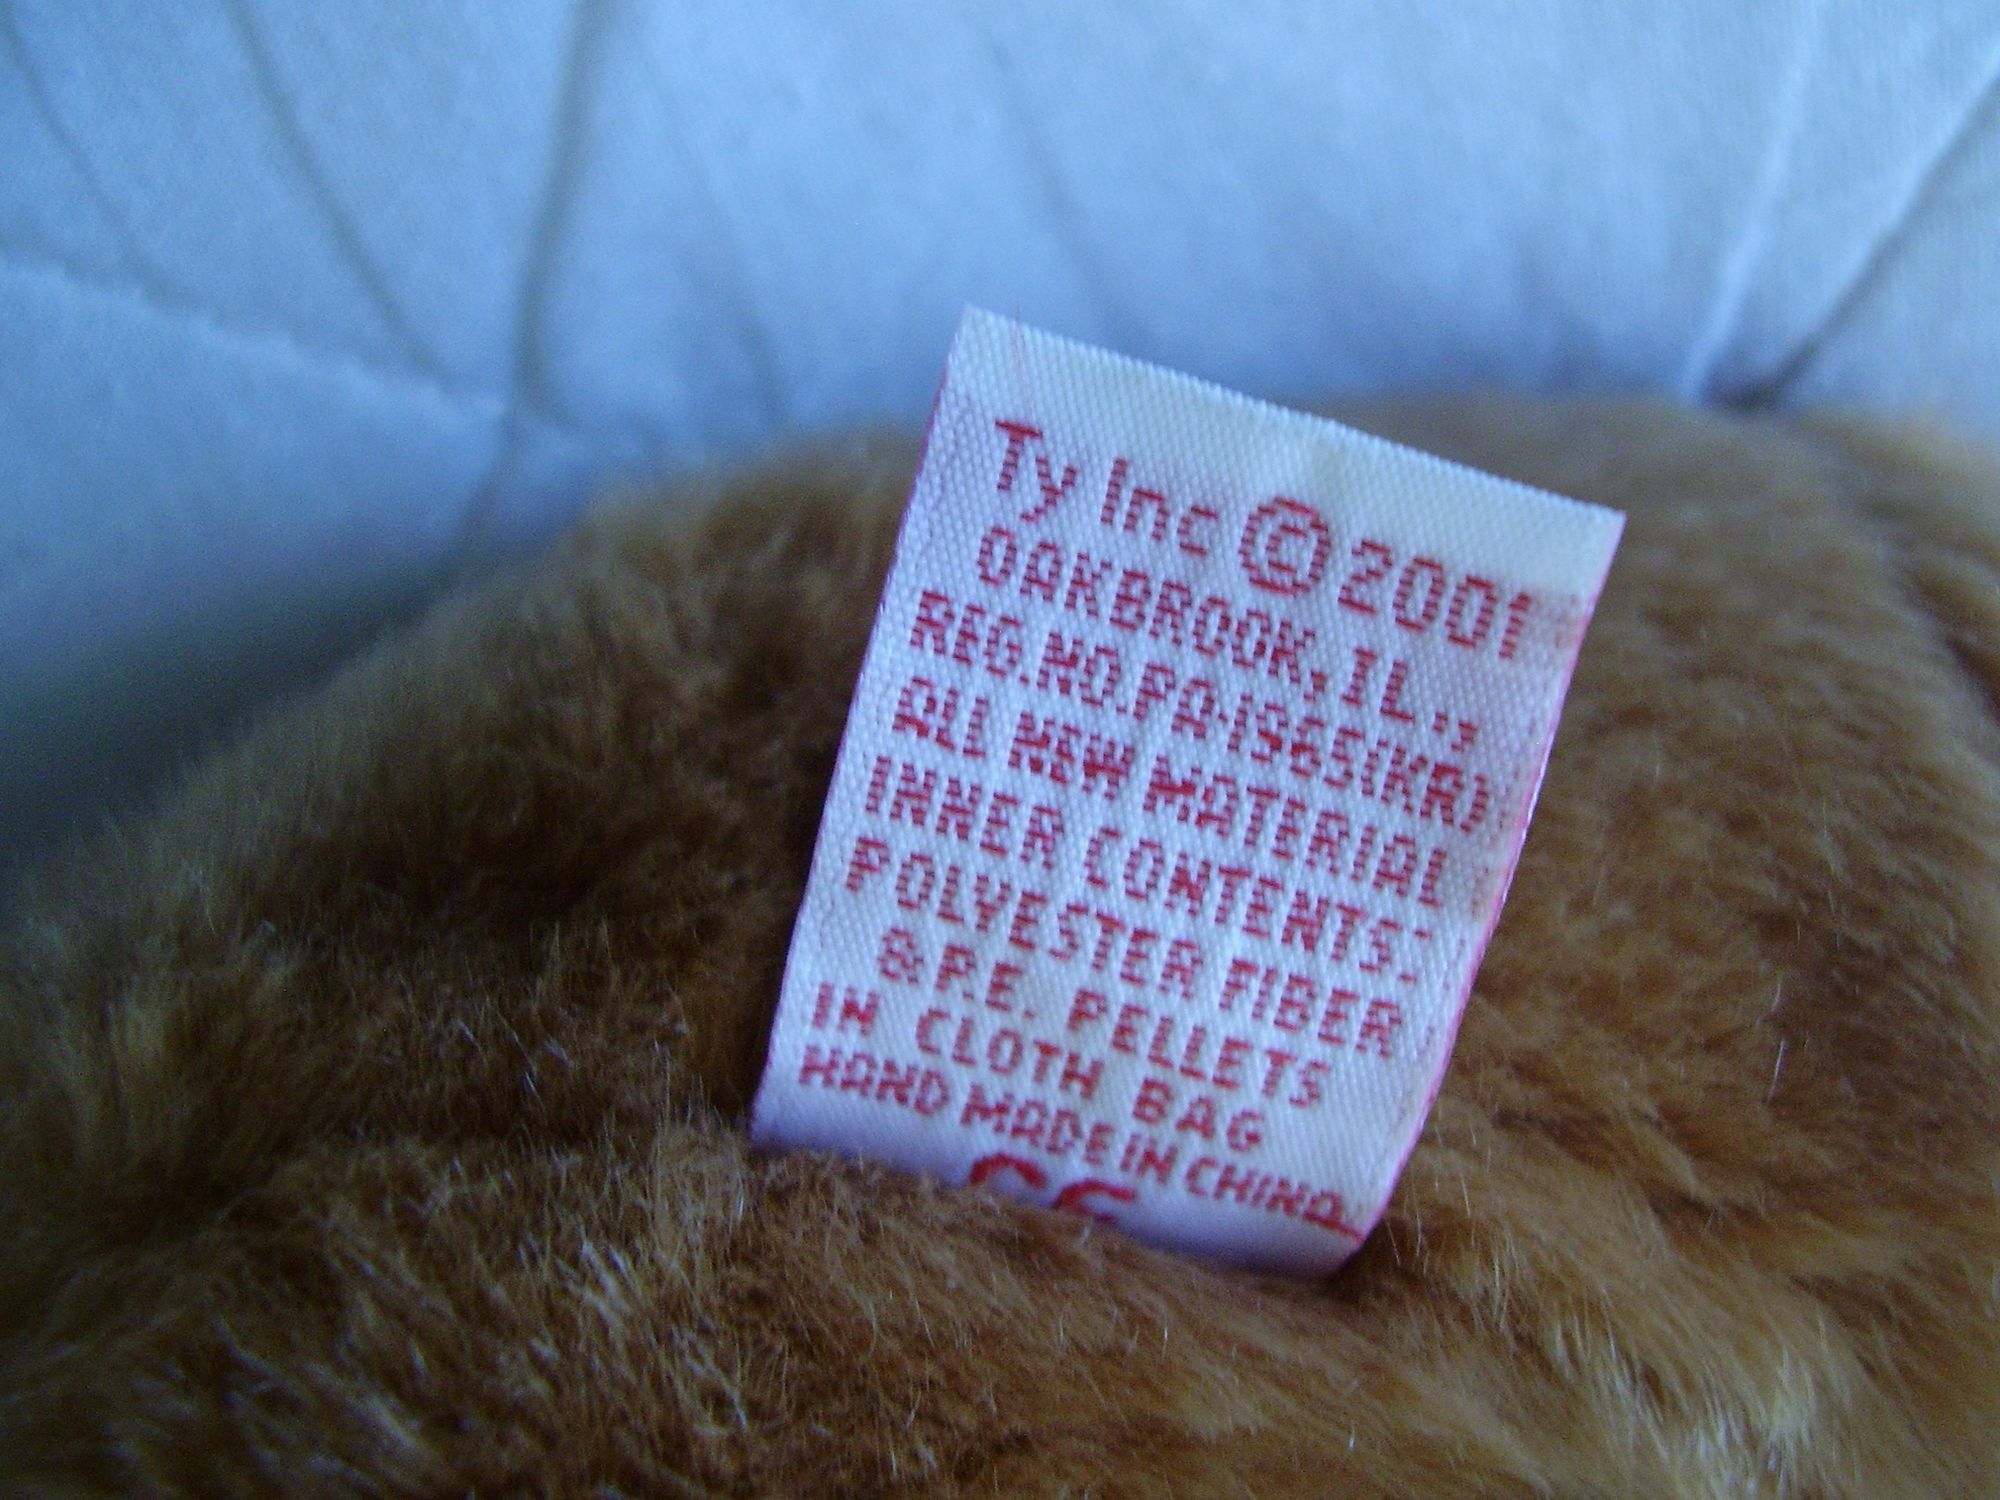 Ty Inc © 2001
OAKBROOK, IL.,
REG.NO.PA-1965(KR)
ALL NEW MATERIAL
INNER CONTENTS:
POLYESTER FIBER
&P.E. PELLETS
IN CLOTH BAG
HAND MADE IN CHINA
CE